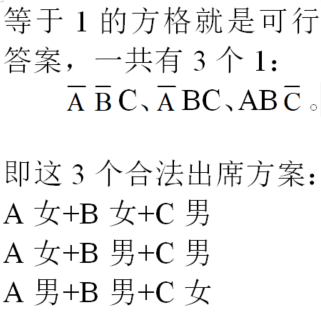 等于 1 的方格就是可行
答案，一共有 3 个 1：
A̅ B̅ C、A̅ BC、AB C̅ 。
即这 3 个合法出席方案：
A 女+B 女+C 男
A 女+B 男+C 男
A 男+B 男+C 女